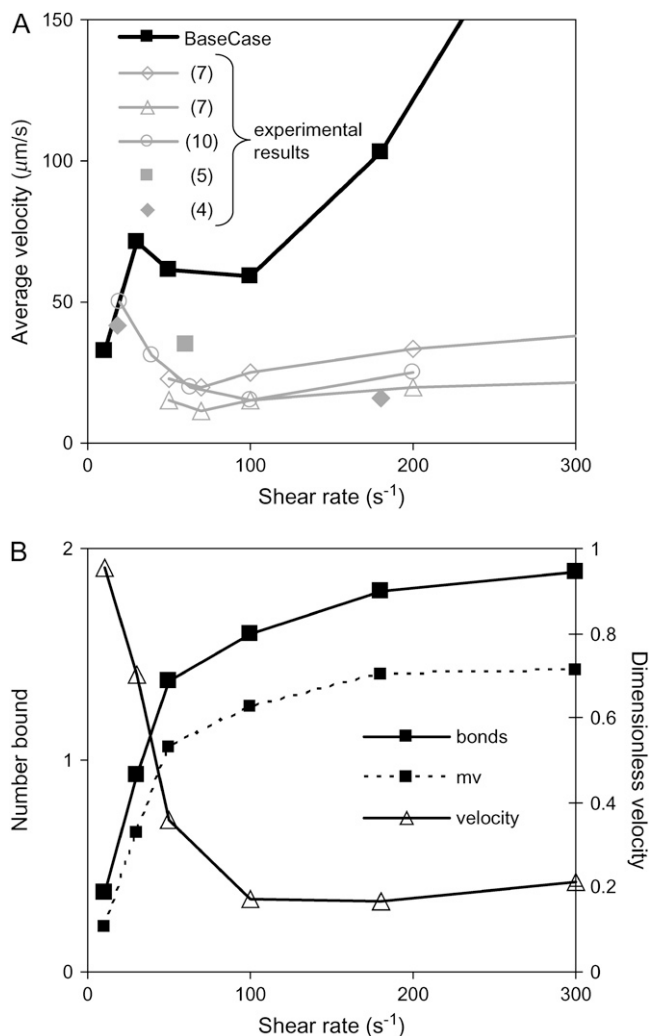 A
150
100
50
0
Average velocity (μm/s)
BaseCase
(7)
(7)
(10)
(5)
(4)
experimental
results
0
100
200
300
Shear rate (s⁻¹)
B
2
1
0
Number bound
bonds
mv
velocity
1
0.8
0.6
0.4
0.2
0
Dimensionless velocity
0
100
200
300
Shear rate (s⁻¹)